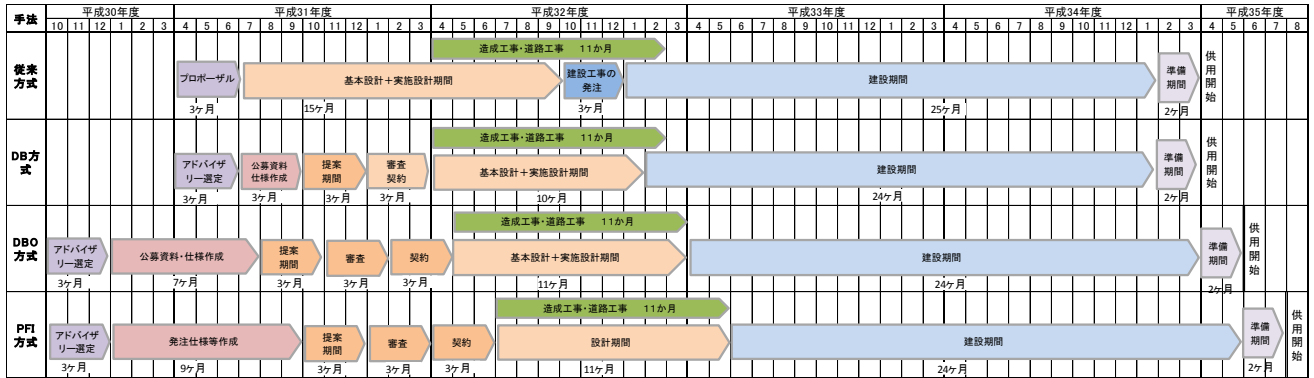 手法 平成30年度 平成31年度 平成32年度 平成33年度 平成34年度 平成35年度
10 11 12 1 2 3 4 5 6 7 8 9 10 11 12 1 2 3 4 5 6 7 8 9 10 11 12 1 2 3 4 5 6 7 8 9 10 11 12 1 2 3 4 5 6 7 8 9 10 11 12 1 2 3 4 5 6 7 8
従来
方式
造成工事・道路工事 11か月
プロポーザル
基本設計+実施設計期間
建設工事の
発注
建設期間
準備
期間
供用開始
3ヶ月 15ヶ月 3ヶ月 25ヶ月 2ヶ月
DB方
式
造成工事・道路工事 11か月
アドバイザ
リー選定
公募資料
仕様作成
提案
期間
審査
契約
基本設計+実施設計期間
建設期間
準備
期間
供用開始
3ヶ月 3ヶ月 3ヶ月 3ヶ月 10ヶ月 24ヶ月 2ヶ月
DBO
方式
造成工事・道路工事 11か月
アドバイザ
リー選定
公募資料・仕様作成
提案
期間
審査
契約
基本設計+実施設計期間
建設期間
準備
期間
供用開始
3ヶ月 7ヶ月 3ヶ月 3ヶ月 3ヶ月 11ヶ月 24ヶ月 2ヶ月
PFI
方式
造成工事・道路工事 11か月
アドバイザ
リー選定
発注仕様等作成
提案
期間
審査
契約
設計期間
建設期間
準備
期間
供用開始
3ヶ月 9ヶ月 3ヶ月 3ヶ月 3ヶ月 11ヶ月 24ヶ月 2ヶ月